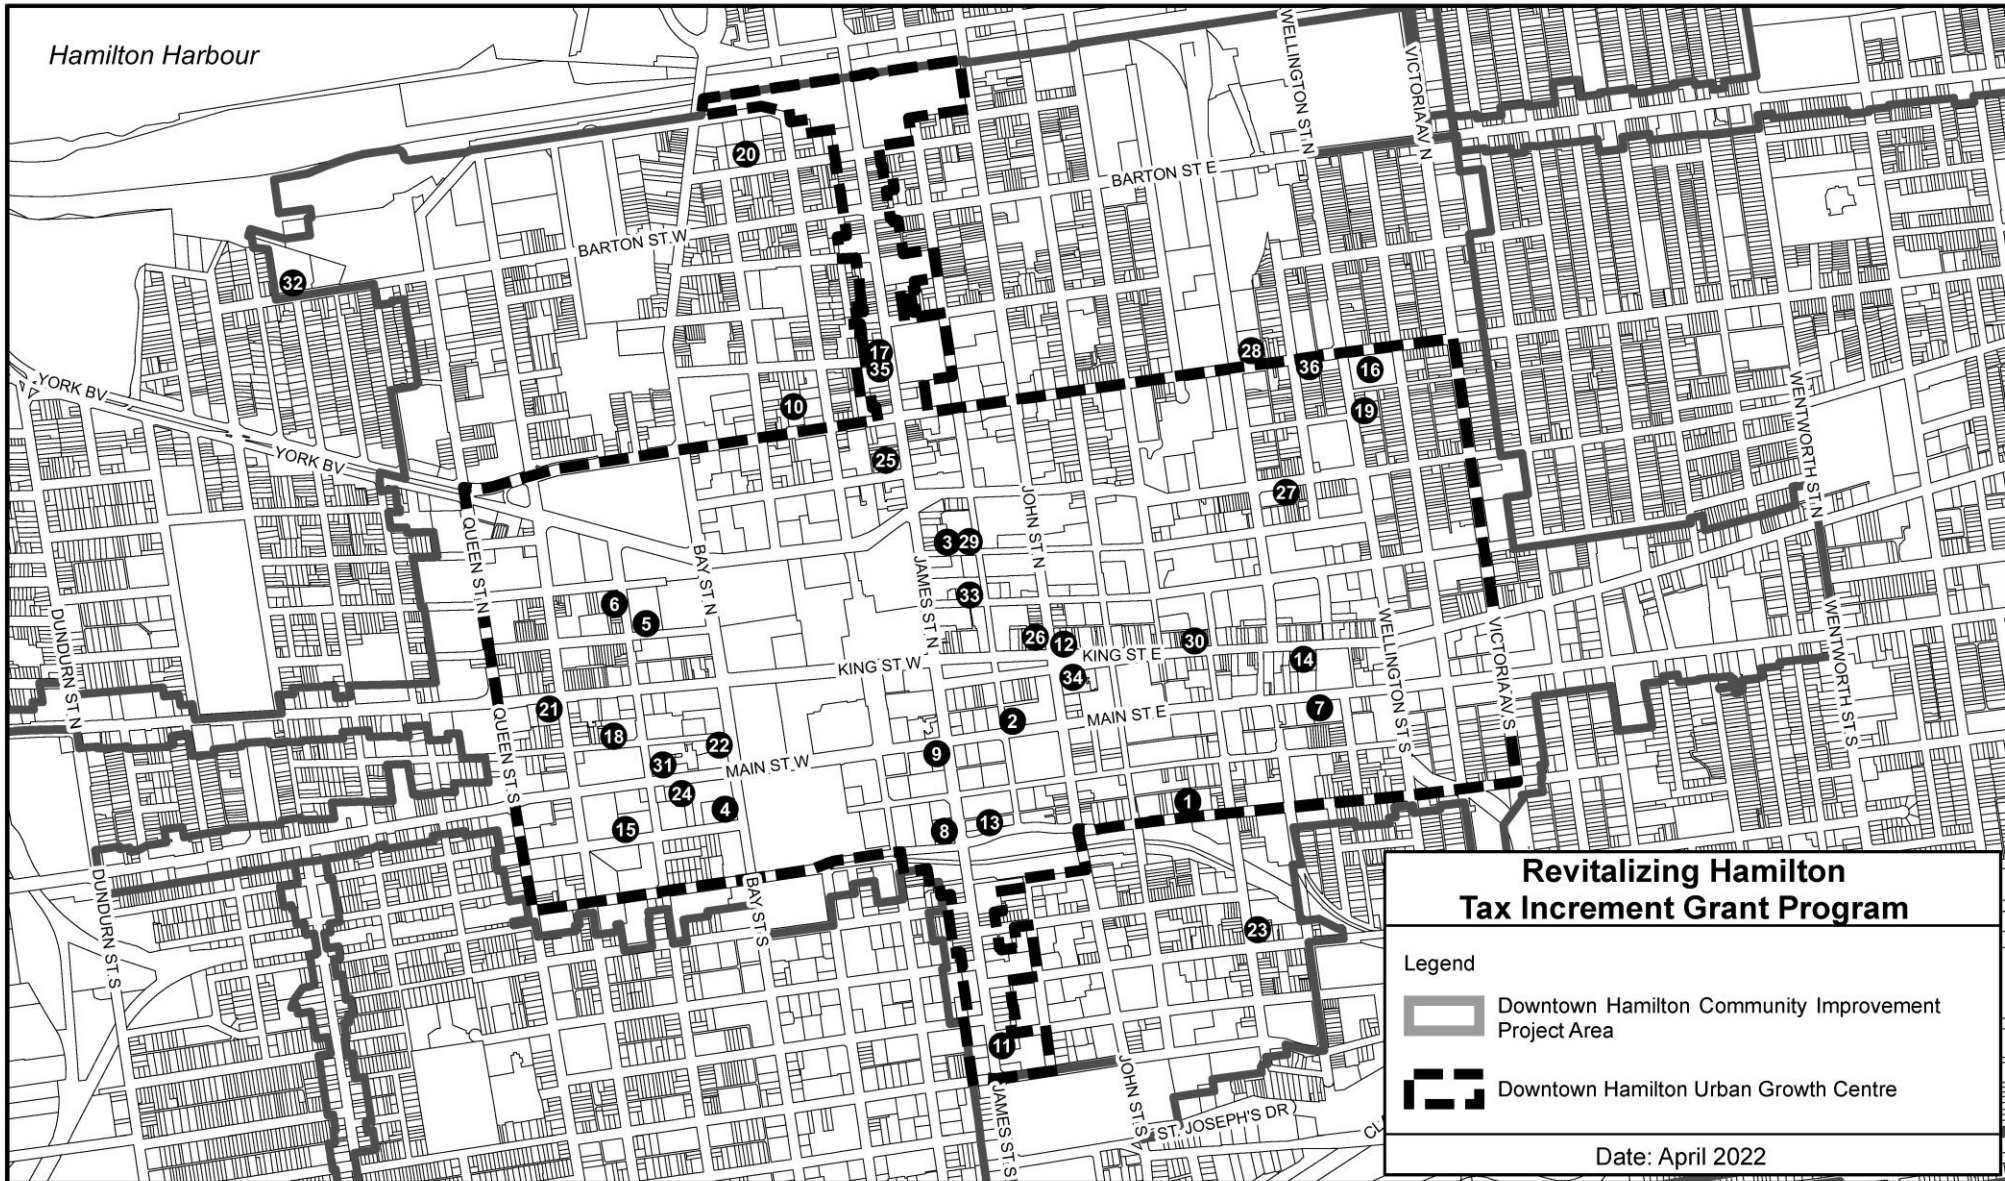 Hamilton Harbour
WELLINGTON ST. N
VICTORIA AV. N
20
BARTON ST E
BARTON ST. W
32
17
35
28
36
16
YORK BV
10
19
WENTWORTH ST. N
YORK BV
25
27
JOHN ST. N
QUEEN ST. N
BAY ST. N
3
29
JAMES ST. N
6
33
5
DUNDURN ST. N
26
12
30
KING ST E
KING ST W
14
WELLINGTON ST. S
VICTORIA AV. S
WENTWORTH ST. S
34
21
7
QUEEN ST. S
2
MAIN ST. E
18
22
9
31
MAIN ST. W
24
4
1
15
8
13
DUNDURN ST. S
BAY ST. S
23
11
JAMES ST. S
JOHN ST. S
ST. JOSEPH'S DR
Revitalizing Hamilton
Tax Increment Grant Program
Legend
Downtown Hamilton Community Improvement
Project Area
Downtown Hamilton Urban Growth Centre
Date: April 2022